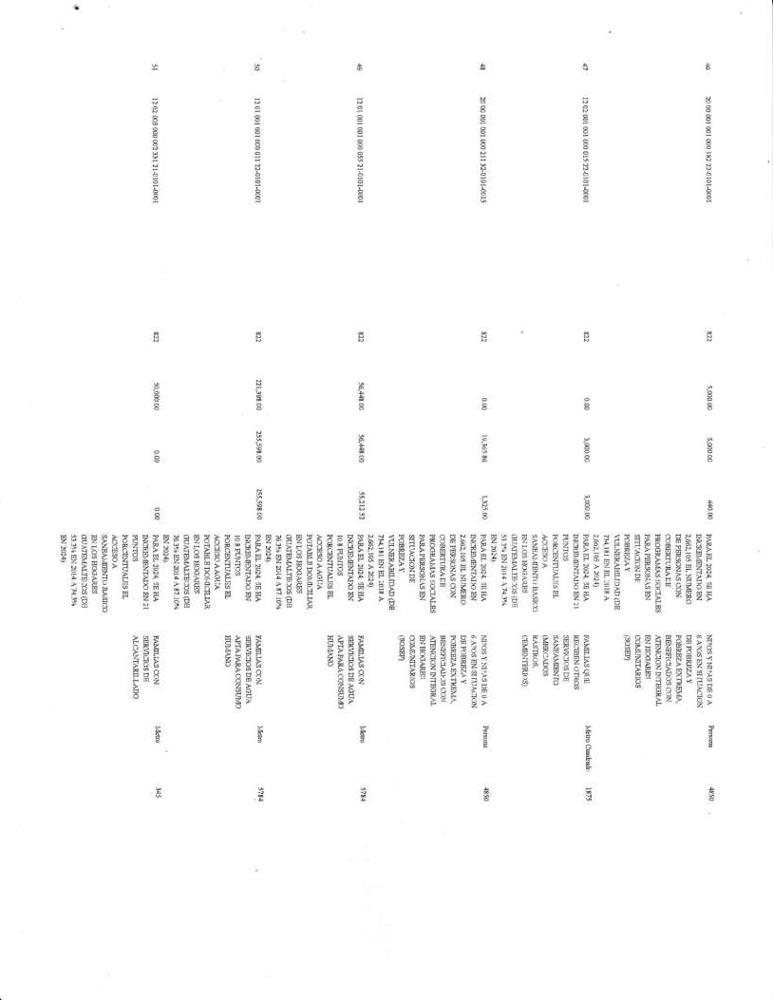 46 20 00 001 001 000 182 22-0101-0001 822 5,000.00 5,000.00 440.00
PARA EL 2024, SE HA
INCREMENTADO EN
2,662,105 EL NUMERO
DE PERSONAS CON
COBERTURA DE
PROGRAMAS SOCIALES
PARA PERSONAS EN
SITUACION DE
POBREZA Y
VULNERABILIDAD (DE
794,181 EN EL 2018 A
2,662,105 A 2024)
NIÑOS Y NIÑAS DE 0 A
6 AÑOS EN SITUACION
DE POBREZA Y
POBREZA EXTREMA,
BENEFICIADOS CON
ATENCION INTEGRAL
EN HOGARES
COMUNITARIOS
(SOSEP)
Persona 4850
47 12 02 001 001 000 015 22-0101-0001 822 0.00 3,000.00 3,000.00
PARA EL 2024, SE HA
INCREMENTADO EN 21
PUNTOS
PORCENTUALES EL
ACCESO A
SANEAMIENTO BASICO
EN LOS HOGARES
GUATEMALTECOS (DE
53.3% EN 2014 A 74.3%
EN 2024)
FAMILIAS QUE
RECIBEN OTROS
SERVICIOS DE
SANEAMIENTO
(MERCADOS
RASTROS,
CEMENTERIOS)
Metro Cuadrado 1875
48 20 00 001 001 000 211 32-0101-0015 822 0.00 19,365.86 1,325.00
PARA EL 2024, SE HA
INCREMENTADO EN
2,662,105 EL NUMERO
DE PERSONAS CON
COBERTURA DE
PROGRAMAS SOCIALES
PARA PERSONAS EN
SITUACION DE
POBREZA Y
VULNERABILIDAD (DE
794,181 EN EL 2018 A
2,662,105 A 2024)
NIÑOS Y NIÑAS DE 0 A
6 AÑOS EN SITUACION
DE POBREZA Y
POBREZA EXTREMA,
BENEFICIADOS CON
ATENCION INTEGRAL
EN HOGARES
COMUNITARIOS
(SOSEP)
Persona 4850
49 12 01 001 001 000 055 21-0101-0001 822 56,448.00 56,448.00 55,212.52
PARA EL 2024, SE HA
INCREMENTADO EN
10.8 PUNTOS
PORCENTUALES EL
ACCESO A AGUA
POTABLE DOMICILIAR
EN LOS HOGARES
GUATEMALTECOS (DE
76.3% EN 2014 A 87.10%
EN 2024).
FAMILIAS CON
SERVICIOS DE AGUA
APTA PARA CONSUMO
HUMANO
Metro 5784
50 12 01 001 001 000 011 22-0101-0001 822 221,398.00 255,598.00 255,598.00
PARA EL 2024, SE HA
INCREMENTADO EN
10.8 PUNTOS
PORCENTUALES EL
ACCESO A AGUA
POTABLE DOMICILIAR
EN LOS HOGARES
GUATEMALTECOS (DE
76.3% EN 2014 A 87.10%
EN 2024).
FAMILIAS CON
SERVICIOS DE AGUA
APTA PARA CONSUMO
HUMANO
Metro 5784
51 12 02 003 000 002 331 21-0101-0001 822 50,000.00 0.00 0.00
PARA EL 2024, SE HA
INCREMENTADO EN 21
PUNTOS
PORCENTUALES EL
ACCESO A
SANEAMIENTO BASICO
EN LOS HOGARES
GUATEMALTECOS (DE
53.3% EN 2014 A 74.3%
EN 2024)
FAMILIAS CON
SERVICIOS DE
ALCANTARILLADO
Metro 345